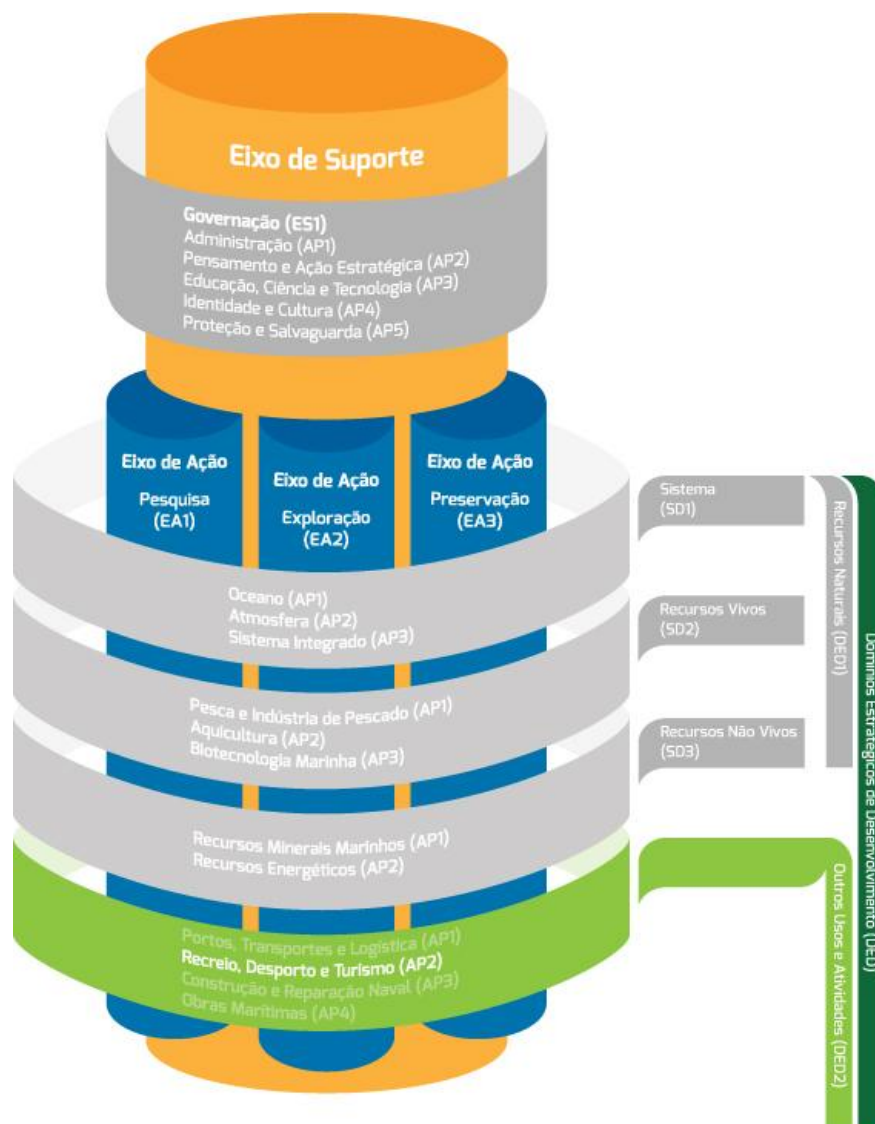 Eixo de Suporte
Governação (ES1)
Administração (AP1)
Pensamento e Ação Estratégica (AP2)
Educação, Ciência e Tecnologia (AP3)
Identidade e Cultura (AP4)
Proteção e Salvaguarda (AP5)
Eixo de Ação
Pesquisa
(EA1)
Eixo de Ação
Exploração
(EA2)
Eixo de Ação
Preservação
(EA3)
Oceano (AP1)
Atmosfera (AP2)
Sistema Integrado (AP3)
Pesca e Indústria de Pescado (AP1)
Aquicultura (AP2)
Biotecnologia Marinha (AP3)
Recursos Minerais Marinhos (AP1)
Recursos Energéticos (AP2)
Portos, Transportes e Logística (AP1)
Recreio, Desporto e Turismo (AP2)
Construção e Reparação Naval (AP3)
Obras Marítimas (AP4)
Sistema
(SD1)
Recursos Vivos
(SD2)
Recursos Não Vivos
(SD3)
Recursos Naturais (DED1)
Outros Usos e Atividades (DED2)
Domínios Estratégicos de Desenvolvimento (DED)